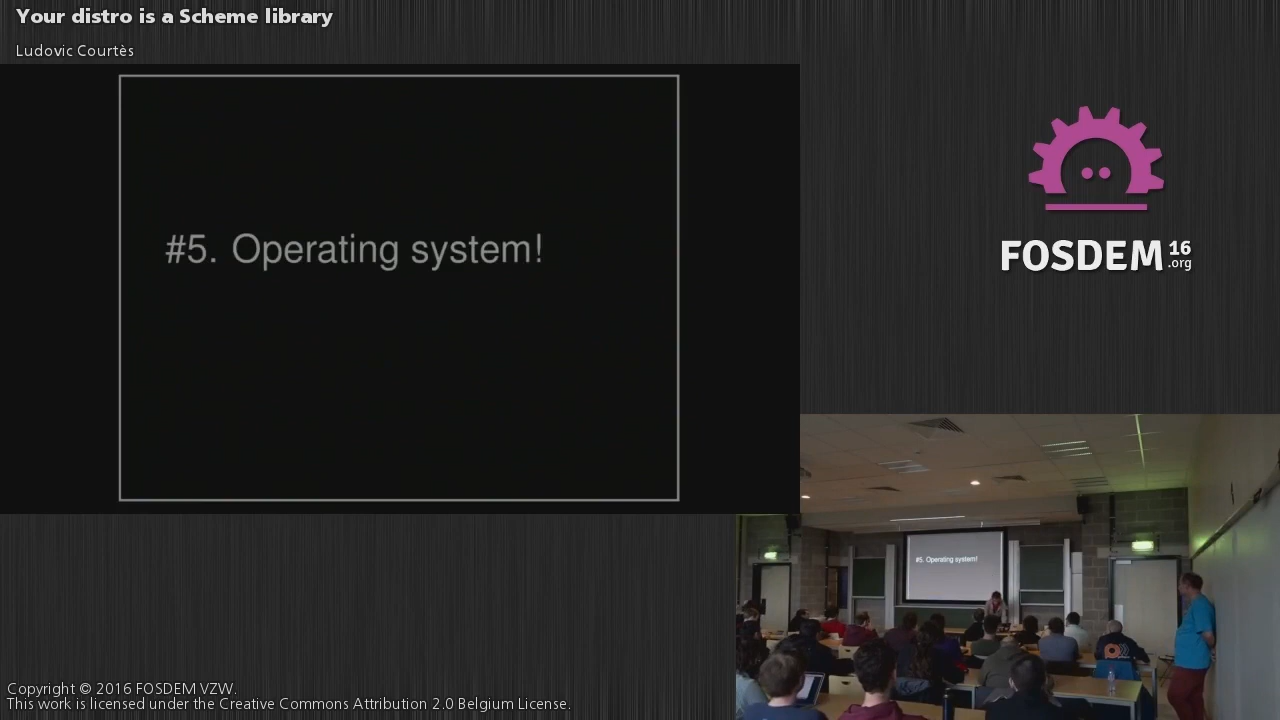 Your distro is a Scheme library
Ludovic Courtès
#5. Operating system!
FOSDEM 16
.org
#5. Operating system!
Copyright © 2016 FOSDEM VZW.
This work is licensed under the Creative Commons Attribution 2.0 Belgium License.